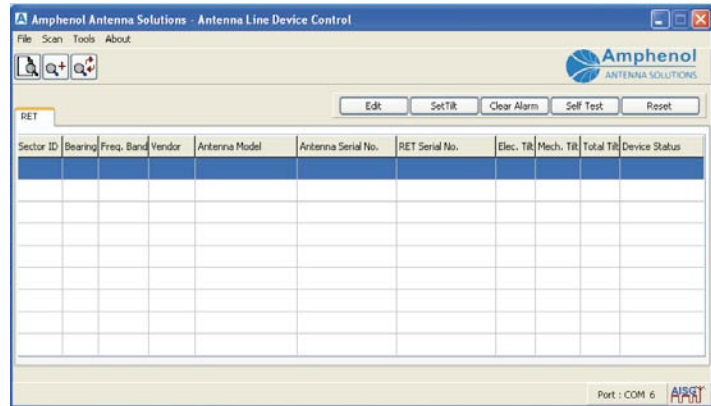 Amphenol Antenna Solutions - Antenna Line Device Control
File Scan Tools About
Amphenol
ANTENNA SOLUTIONS
Edit SetTilt Clear Alarm Self Test Reset
RET
Sector ID Bearing Freq. Band Vendor Antenna Model Antenna Serial No. RET Serial No. Elec. Tilt Mech. Tilt Total Tilt Device Status
Port : COM 6 AISG